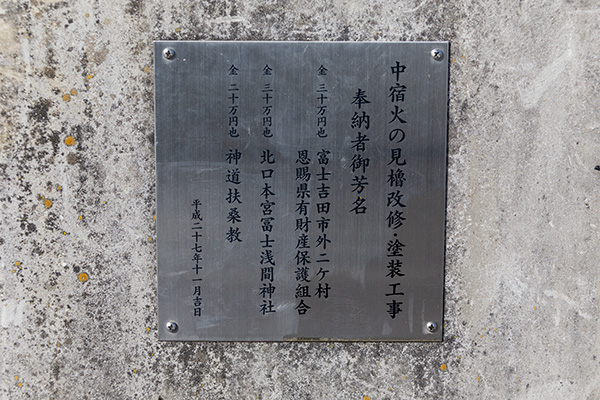 中宿火の見櫓改修・塗装工事
奉納者御芳名
金 三十万円也 富士吉田市外二ケ村
恩賜県有財産保護組合
金 三十万円也 北口本宮冨士浅間神社
金 二十万円也 神道扶桑教
平成二十七年十一月吉日